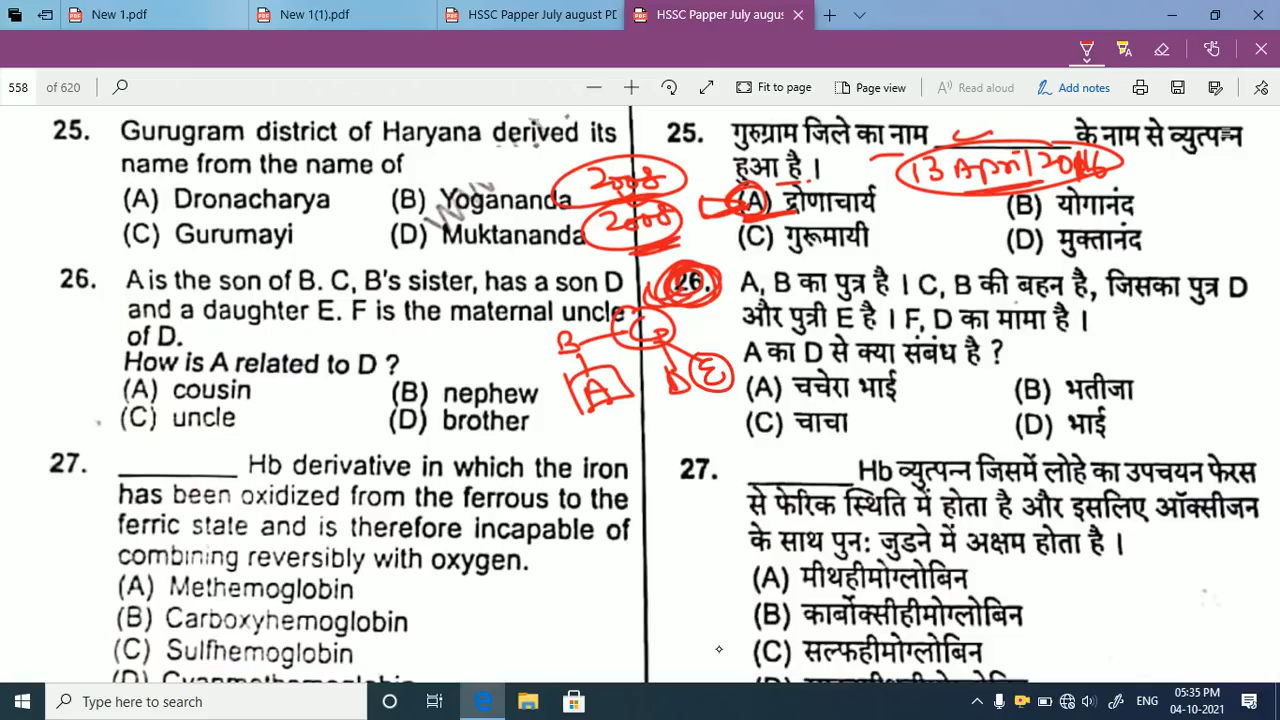 New 1.pdf
New 1(1).pdf
HSSC Papper July august PD
HSSC Papper July augus
558 of 620
Fit to page
Page view
Read aloud
Add notes
25. Gurugram district of Haryana derived its
name from the name of
(A) Dronacharya (B) Yogananda
(C) Gurumayi (D) Muktananda
2008
2008
26. A is the son of B. C, B's sister, has a son D
and a daughter E. F is the maternal uncle
of D.
How is A related to D ?
(A) cousin (B) nephew
(C) uncle (D) brother
B
A
D
E
27. ________ Hb derivative in which the iron
has been oxidized from the ferrous to the
ferric state and is therefore incapable of
combining reversibly with oxygen.
(A) Methemoglobin
(B) Carboxyhemoglobin
(C) Sulfhemoglobin
(D) Cyanmethemoglobin
25. गुरुग्राम जिले का नाम ________ के नाम से व्युत्पन्न
हुआ है ।
13 April 2016
(A) द्रोणाचार्य (B) योगानंद
(C) गुरूमायी (D) मुक्तानंद
26. A, B का पुत्र है । C, B की बहन है, जिसका पुत्र D
और पुत्री E है । F, D का मामा है ।
A का D से क्या संबंध है ?
(A) चचेरा भाई (B) भतीजा
(C) चाचा (D) भाई
27. ________ Hb व्युत्पन्न जिसमें लोहे का उपचयन फेरस
से फेरिक स्थिति में होता है और इसलिए ऑक्सीजन
के साथ पुन: जुडने में अक्षम होता है ।
(A) मीथहीमोग्लोबिन
(B) कार्बोक्सीहीमोग्लोबिन
(C) सल्फहीमोग्लोबिन
Type here to search
ENG
05:35 PM
04-10-2021